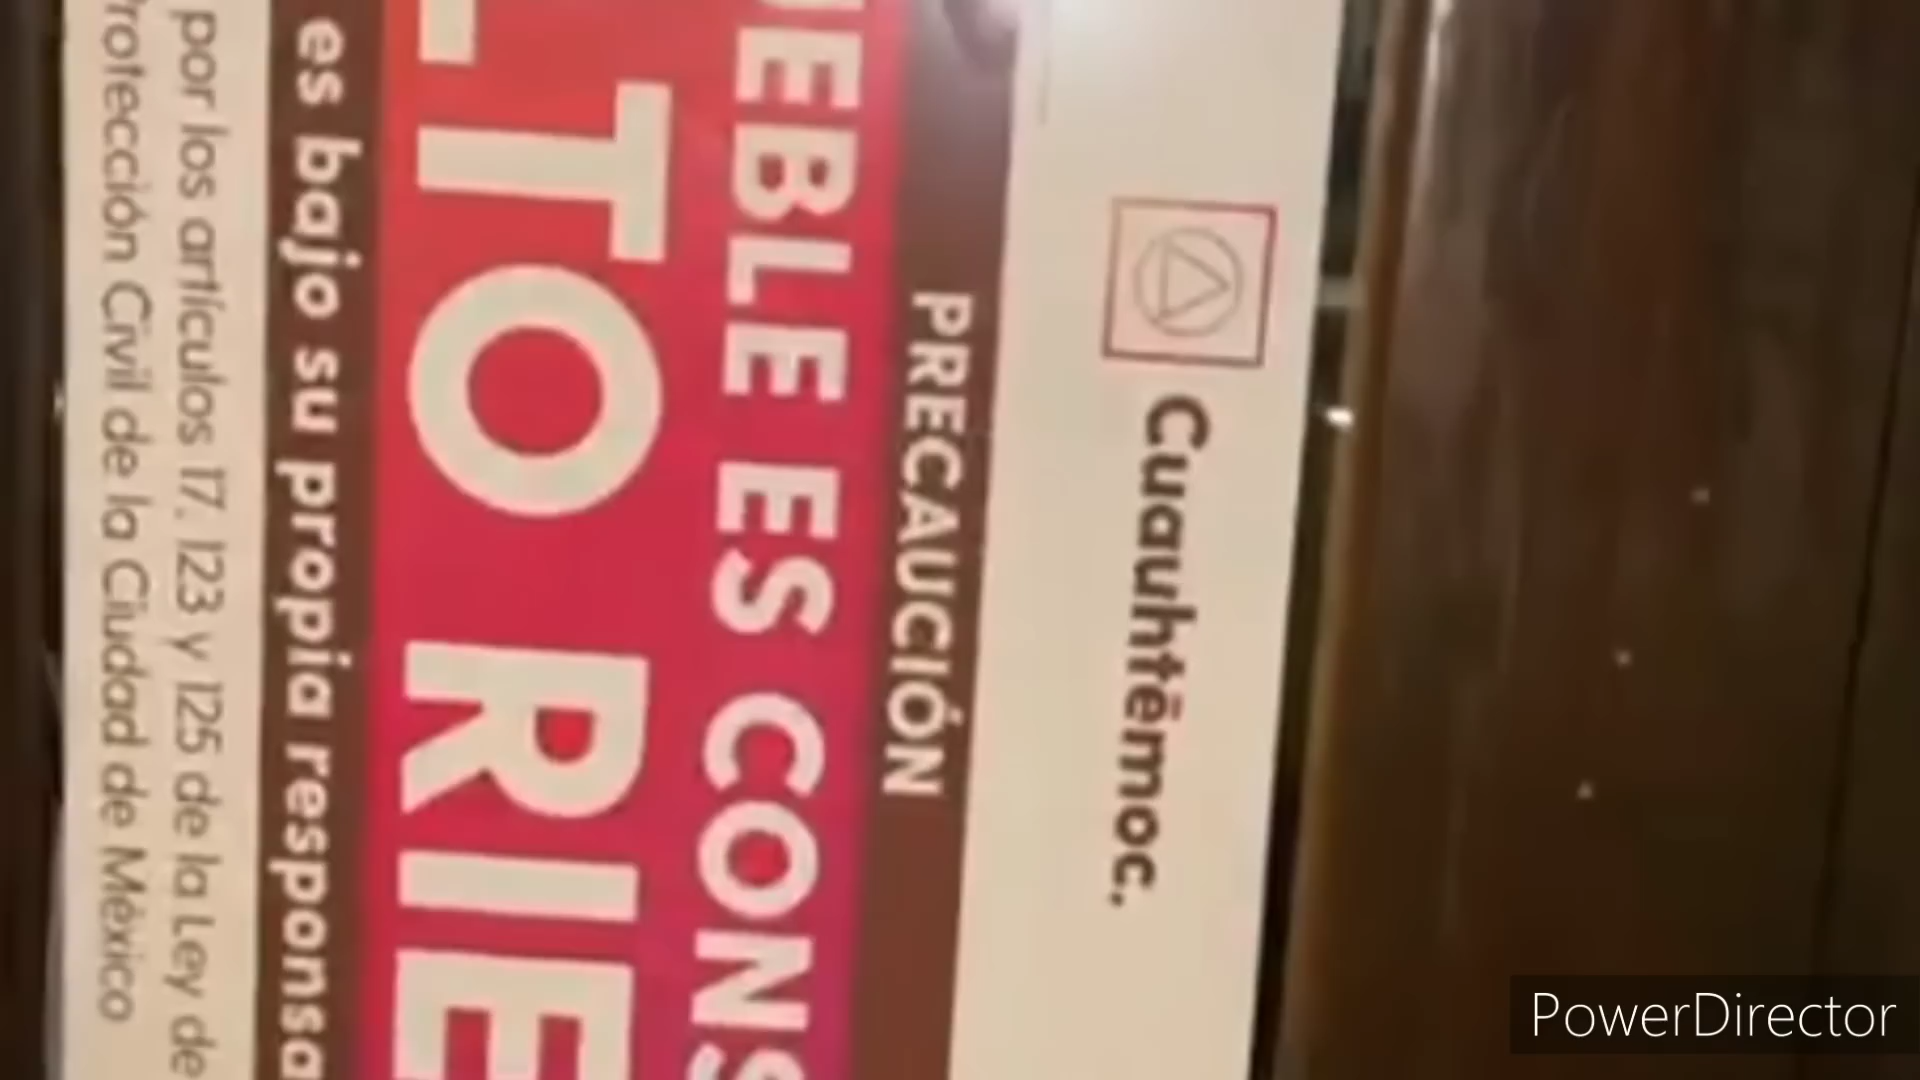 Cuauhtémoc.
PRECAUCIÓN
EBLE ES CONS
LTO RIE
es bajo su propia responsa
por los artículos 17, 123 y 125 de la Ley de
Protección Civil de la Ciudad de México
PowerDirector